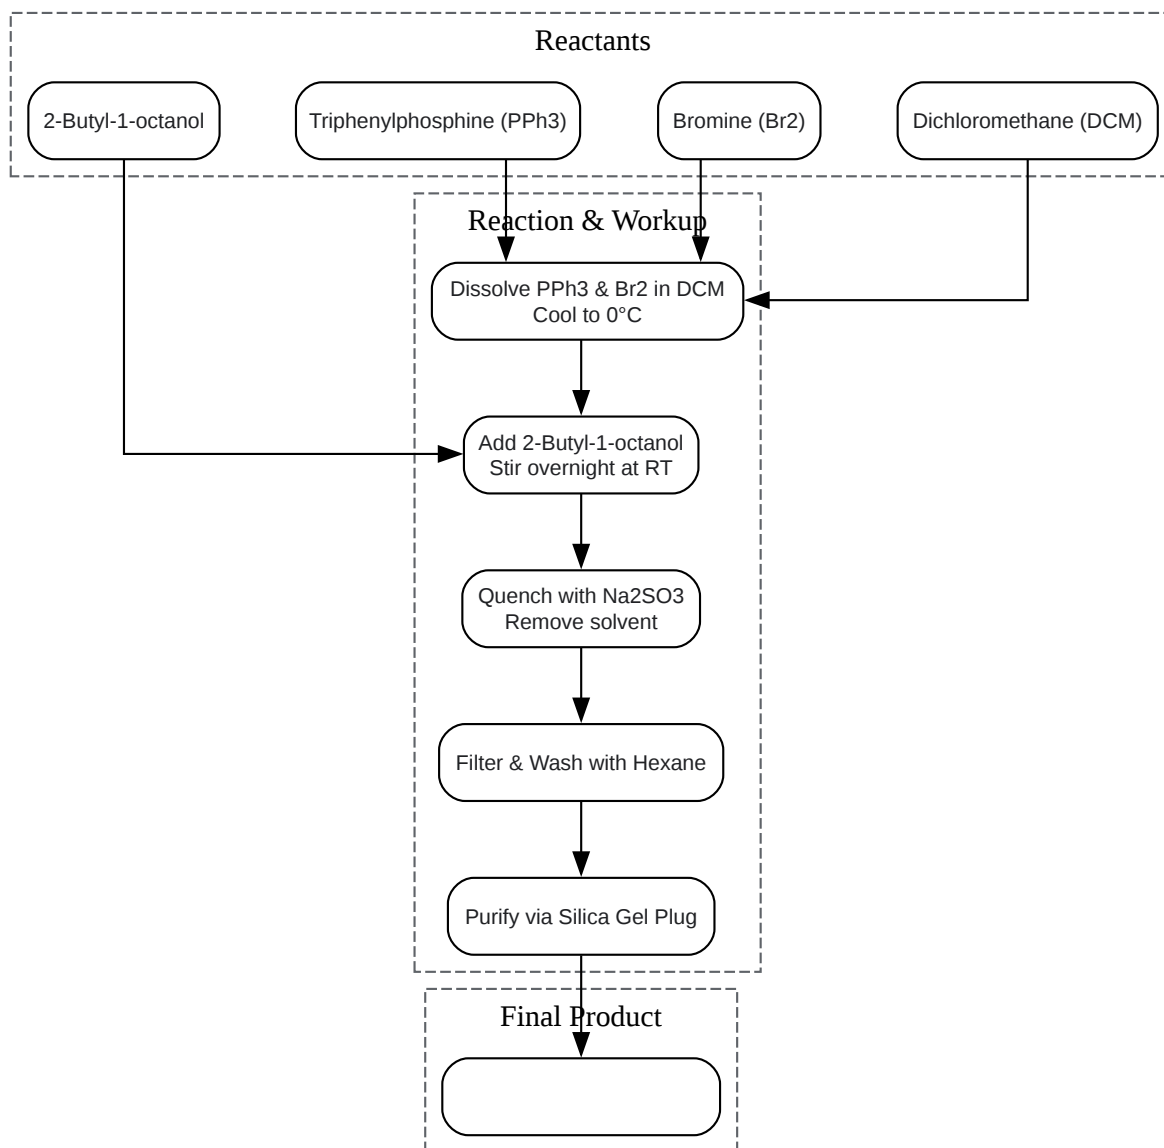 Reactants
2-Butyl-1-octanol
Triphenylphosphine (PPh3)
Bromine (Br2)
Dichloromethane (DCM)
Reaction & Workup
Dissolve PPh3 & Br2 in DCM
Cool to 0°C
Add 2-Butyl-1-octanol
Stir overnight at RT
Quench with Na2SO3
Remove solvent
Filter & Wash with Hexane
Purify via Silica Gel Plug
Final Product